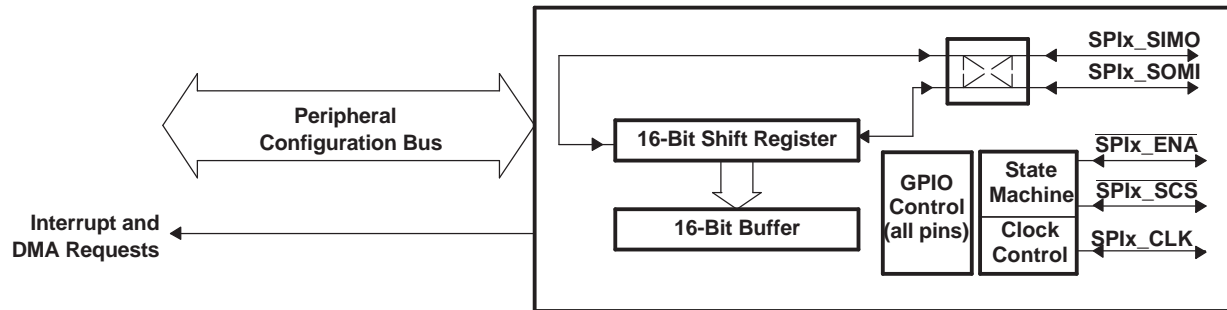 SPIx_SIMO
SPIx_SOMI
Peripheral
Configuration Bus
16-Bit Shift Register
SPIx_ENA
GPIO
Control
(all pins)
State
Machine
SPIx_SCS
Interrupt and
DMA Requests
16-Bit Buffer
Clock
Control
SPIx_CLK